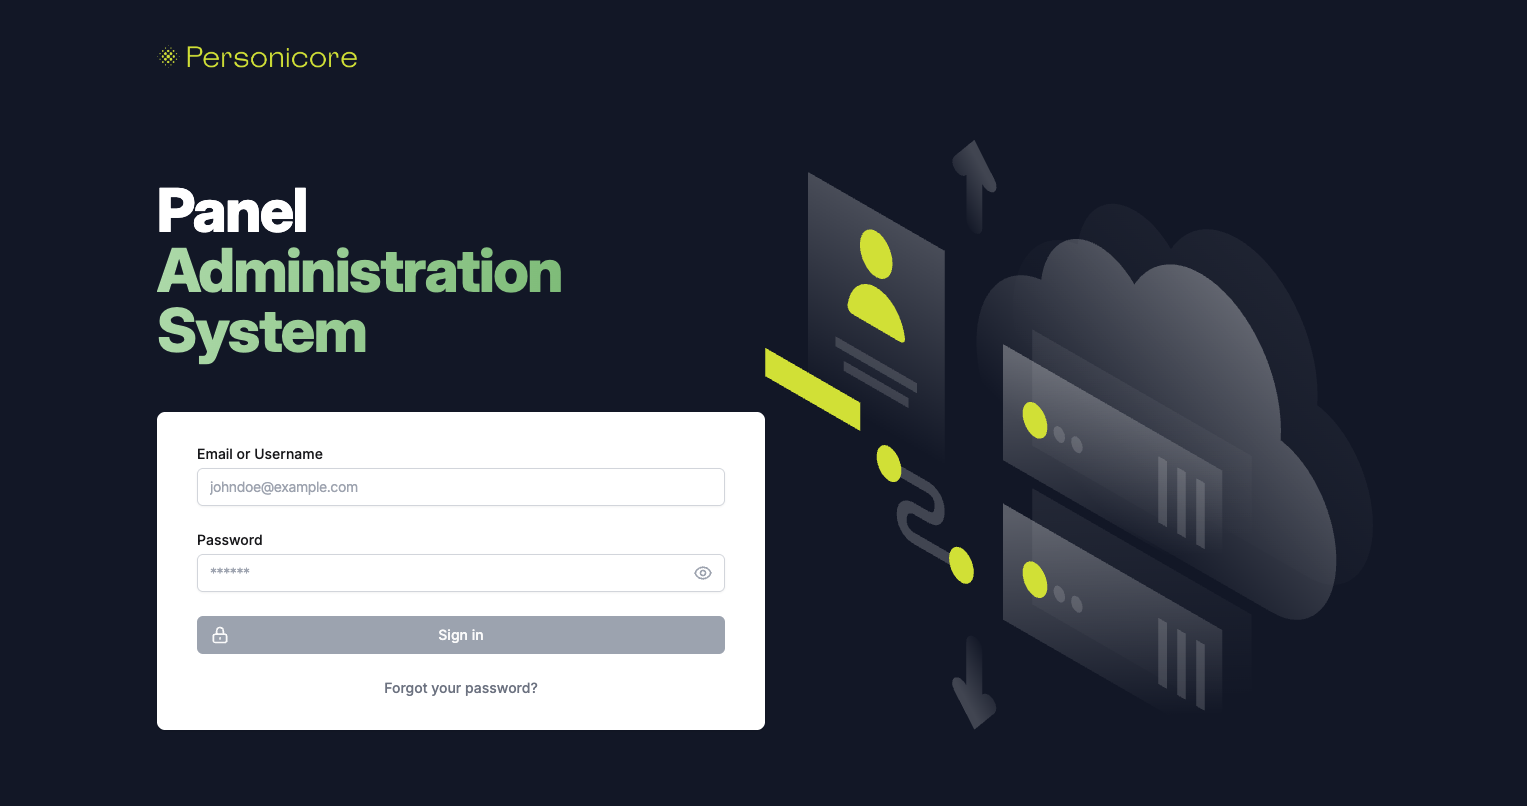 Personicore
Panel
Administration
System
Email or Username
johndoe@example.com
Password
******
Sign in
Forgot your password?